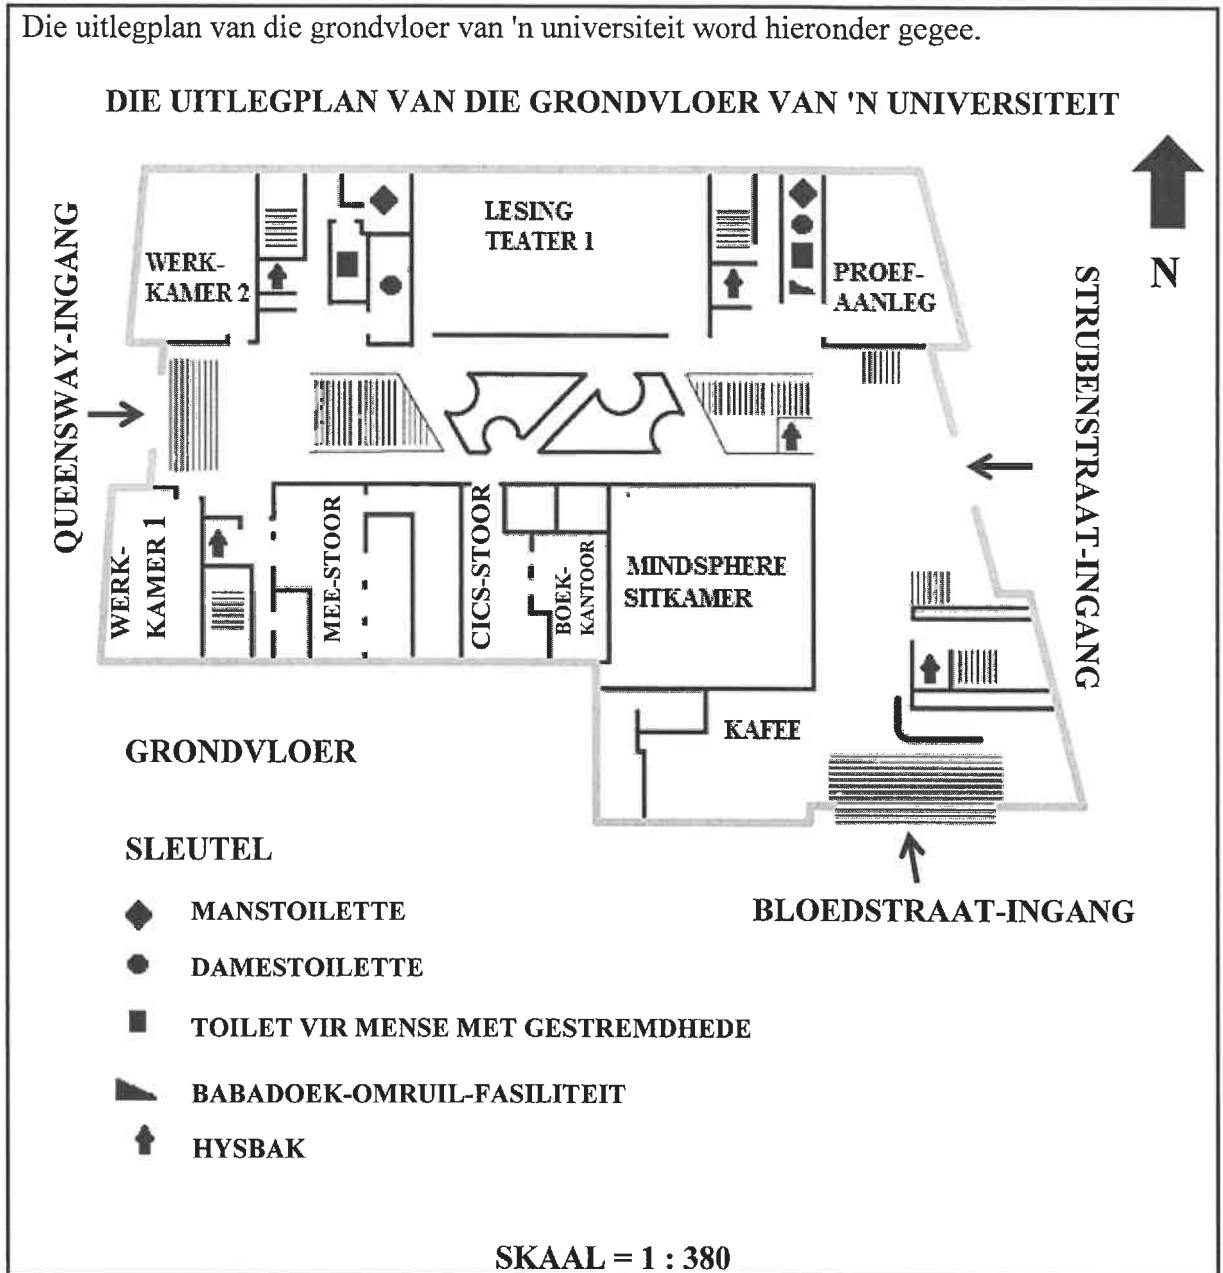 Die uitlegplan van die grondvloer van 'n universiteit word hieronder gegee.
DIE UITLEGPLAN VAN DIE GRONDVLOER VAN 'N UNIVERSITEIT
N
QUEENSWAY-INGANG
WERK-
KAMER 2
LESING
TEATER 1
PROEF-
AANLEG
STRUBENSTRAAT-INGANG
WERK-
KAMER 1
MEE-STOOR
CICS-STOOR
BOEK-
KANTOOR
MINDSPHERE
SITKAMER
KAFEE
GRONDVLOER
BLOEDSTRAAT-INGANG
SLEUTEL
MANSTOILETTE
DAMESTOILETTE
TOILET VIR MENSE MET GESTREMDHEDE
BABADOEK-OMRUIL-FASILITEIT
HYSBAK
SKAAL = 1 : 380